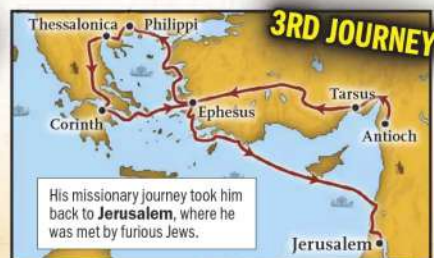 3RD JOURNEY
Thessalonica
Philippi
Ephesus
Tarsus
Corinth
Antioch
His missionary journey took him
back to Jerusalem, where he
was met by furious Jews.
Jerusalem